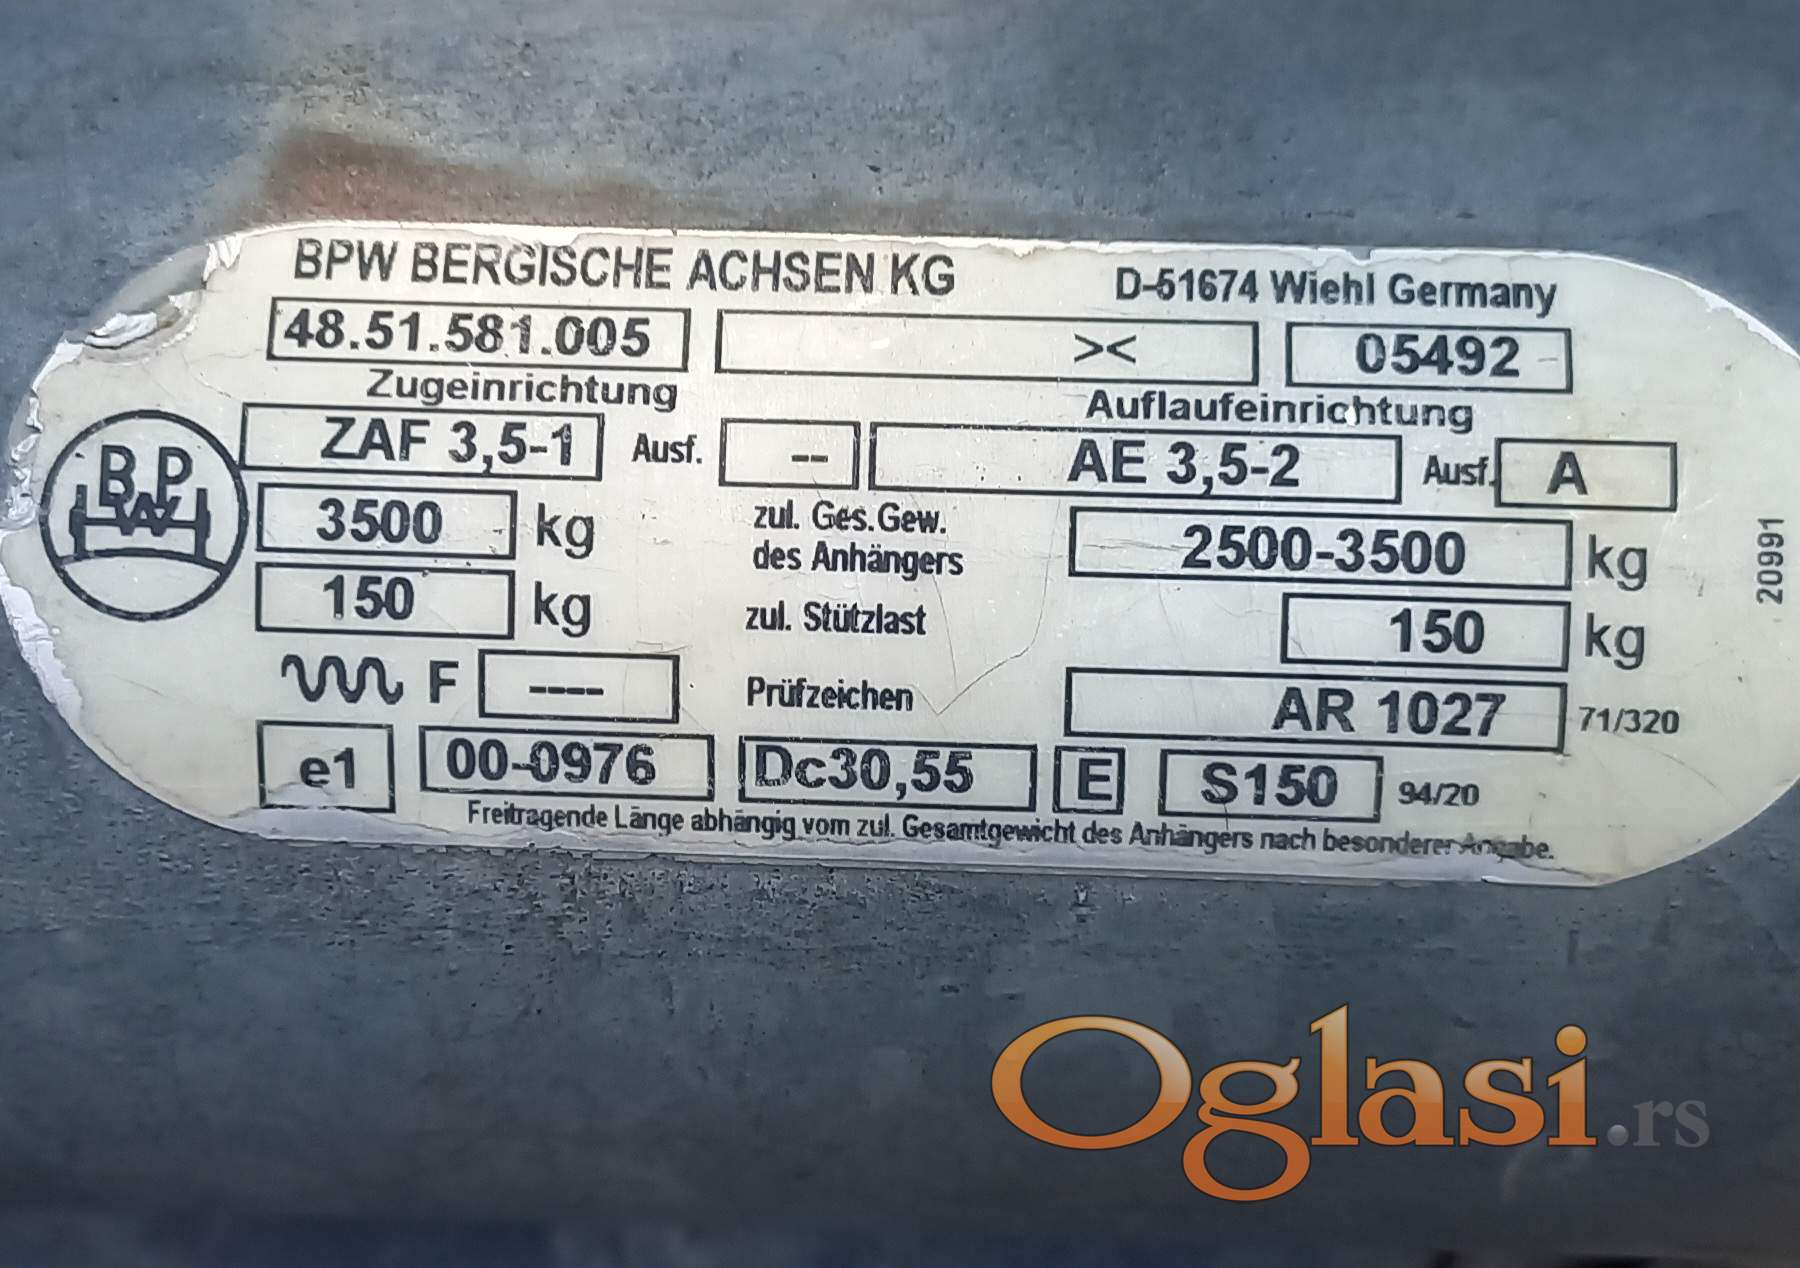 BPW BERGISCHE ACHSEN KG D-51674 Wiehl Germany
48.51.581.005 >< 05492
Zugeinrichtung Auflaufeinrichtung
ZAF 3,5-1 Ausf. -- AE 3,5-2 Ausf. A
BPW
3500 kg zul. Ges.Gew. des Anhängers 2500-3500 kg
150 kg zul. Stützlast 150 kg
F ---- Prüfzeichen AR 1027 71/320
e1 00-0976 Dc30,55 E S150 94/20
Freitragende Länge abhängig vom zul. Gesamtgewicht des Anhängers nach besonderer Angabe.
20991
Oglasi.rs